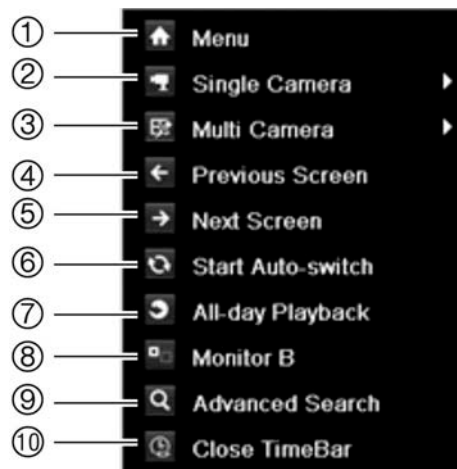 ① Menu
② Single Camera
③ Multi Camera
④ Previous Screen
⑤ Next Screen
⑥ Start Auto-switch
⑦ All-day Playback
⑧ Monitor B
⑨ Advanced Search
⑩ Close TimeBar